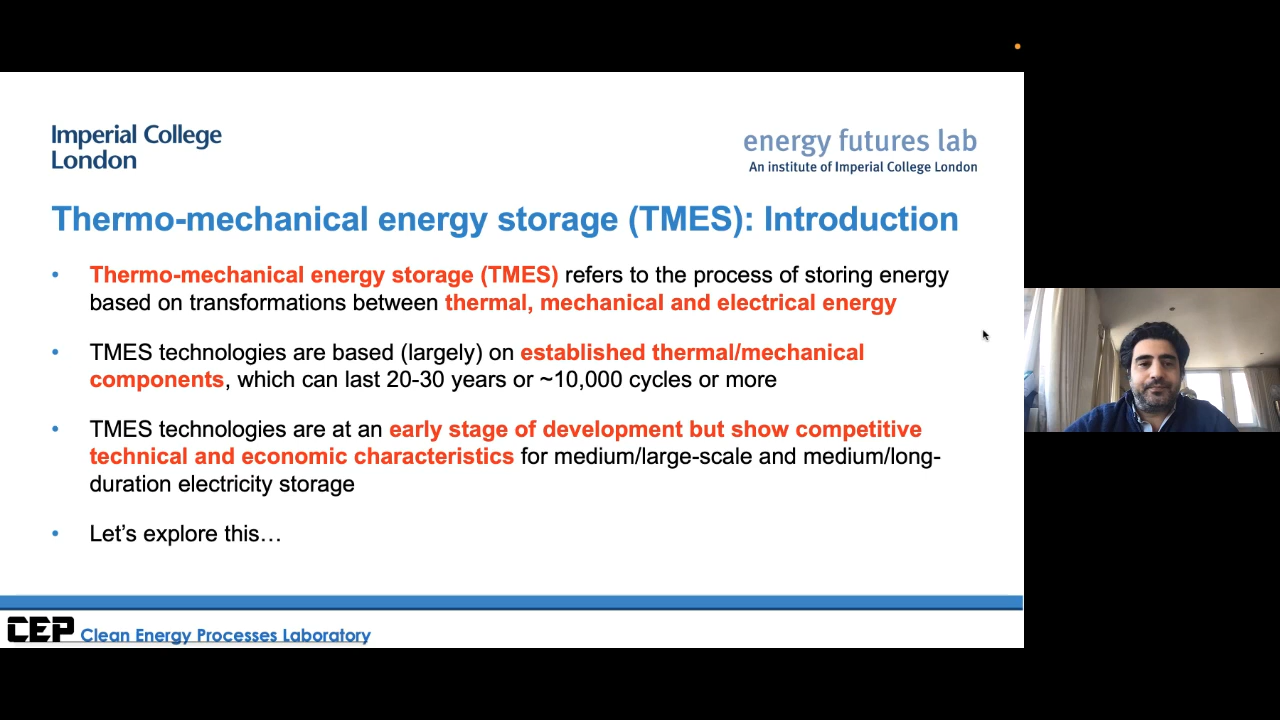 Imperial College
London
energy futures lab
An institute of Imperial College London
Thermo-mechanical energy storage (TMES): Introduction
• Thermo-mechanical energy storage (TMES) refers to the process of storing energy
based on transformations between thermal, mechanical and electrical energy
• TMES technologies are based (largely) on established thermal/mechanical
components, which can last 20-30 years or ~10,000 cycles or more
• TMES technologies are at an early stage of development but show competitive
technical and economic characteristics for medium/large-scale and medium/long-
duration electricity storage
• Let’s explore this…
CEP Clean Energy Processes Laboratory